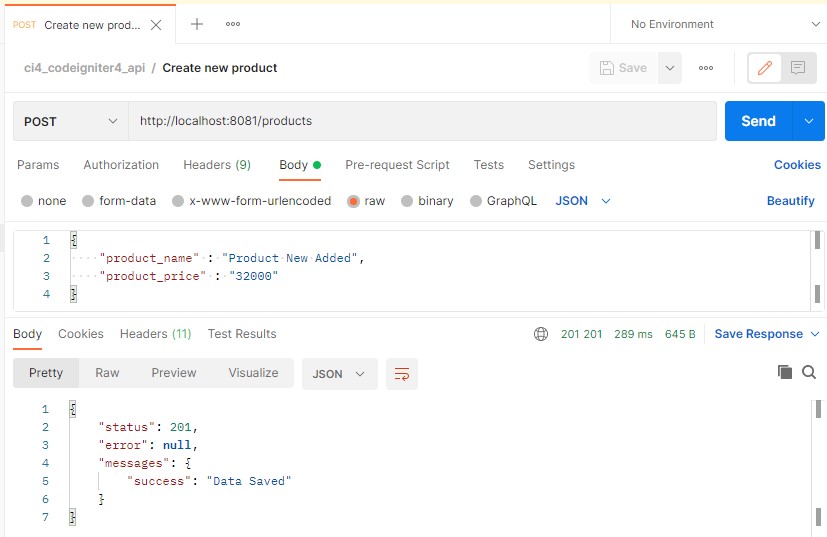 POST Create new prod... No Environment
ci4_codeigniter4_api / Create new product Save
POST http://localhost:8081/products Send
Params Authorization Headers (9) Body Pre-request Script Tests Settings Cookies
none form-data x-www-form-urlencoded raw binary GraphQL JSON Beautify
1 {
2 "product_name" : "Product New Added",
3 "product_price" : "32000"
4 }
Body Cookies Headers (11) Test Results 201 201 289 ms 645 B Save Response
Pretty Raw Preview Visualize JSON
1 {
2 "status": 201,
3 "error": null,
4 "messages": {
5 "success": "Data Saved"
6 }
7 }